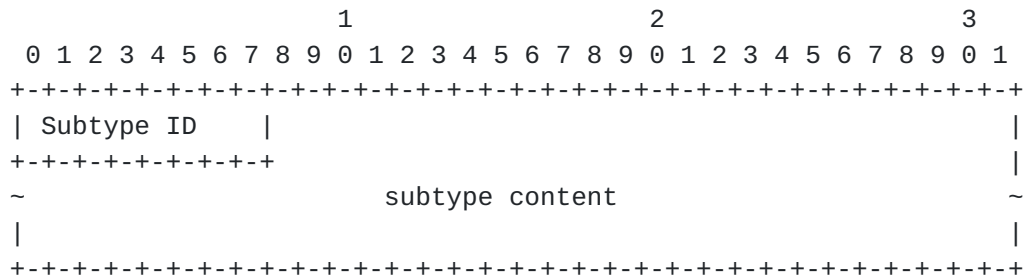 1                   2                   3
 0 1 2 3 4 5 6 7 8 9 0 1 2 3 4 5 6 7 8 9 0 1 2 3 4 5 6 7 8 9 0 1
+-+-+-+-+-+-+-+-+-+-+-+-+-+-+-+-+-+-+-+-+-+-+-+-+-+-+-+-+-+-+-+-+
| Subtype ID    |                                               |
+-+-+-+-+-+-+-+-+                                               |
~                       subtype content                         ~
|                                                               |
+-+-+-+-+-+-+-+-+-+-+-+-+-+-+-+-+-+-+-+-+-+-+-+-+-+-+-+-+-+-+-+-+